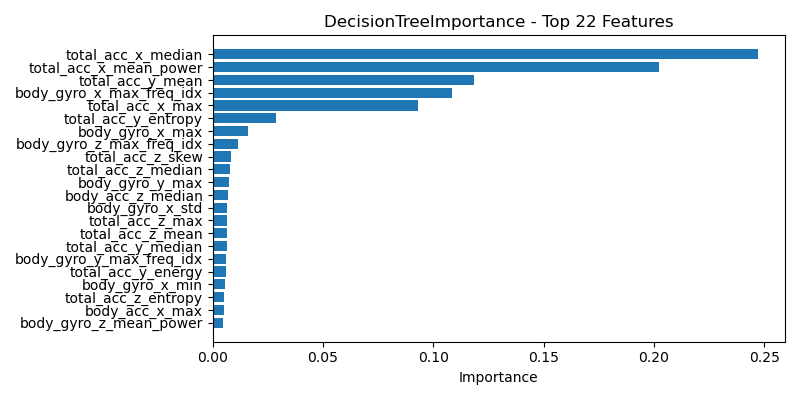 DecisionTreeImportance - Top 22 Features
total_acc_x_median
total_acc_x_mean_power
total_acc_y_mean
body_gyro_x_max_freq_idx
total_acc_x_max
total_acc_y_entropy
body_gyro_x_max
body_gyro_z_max_freq_idx
total_acc_z_skew
total_acc_z_median
body_gyro_y_max
body_acc_z_median
body_gyro_x_std
total_acc_z_max
total_acc_z_mean
total_acc_y_median
body_gyro_y_max_freq_idx
total_acc_y_energy
body_gyro_x_min
total_acc_z_entropy
body_acc_x_max
body_gyro_z_mean_power
0.00 0.05 0.10 0.15 0.20 0.25
Importance